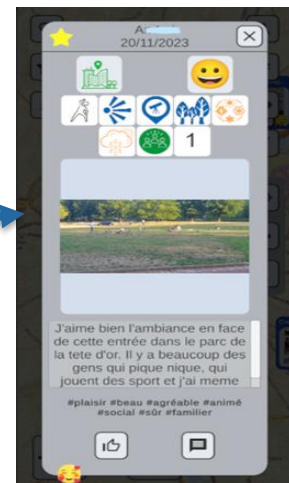 20/11/2023
1
J'aime bien l'ambiance en face
de cette entrée dans le parc de
la tete d'or. Il y a beaucoup des
gens qui pique nique, qui
jouent des sport et j'ai meme
#plaisir #beau #agréable #animé
#social #sûr #familier